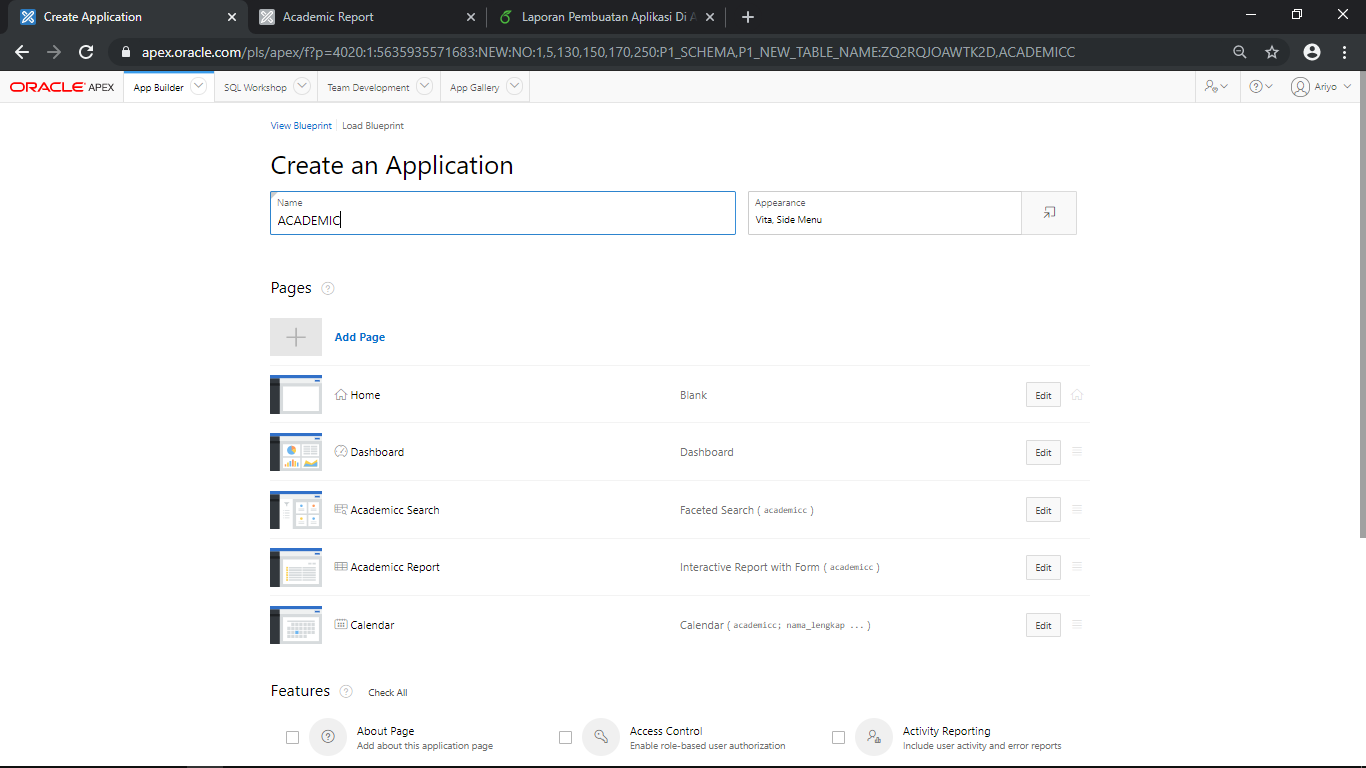 Create Application
Academic Report
Laporan Pembuatan Aplikasi Di A
apex.oracle.com/pls/apex/f?p=4020:1:5635935571683:NEW:NO:1,5,130,150,170,250:P1_SCHEMA,P1_NEW_TABLE_NAME:ZQ2RQJOAWTK2D,ACADEMICC
ORACLE APEX App Builder SQL Workshop Team Development App Gallery Ariyo
View Blueprint Load Blueprint
Create an Application
Name
ACADEMIC
Appearance
Vita, Side Menu
Pages ?
Add Page
Home Blank Edit
Dashboard Dashboard Edit
Academicc Search Faceted Search ( academicc ) Edit
Academicc Report Interactive Report with Form ( academicc ) Edit
Calendar Calendar ( academicc; nama_lengkap ... ) Edit
Features ? Check All
About Page
Add about this application page
Access Control
Enable role-based user authorization
Activity Reporting
Include user activity and error reports